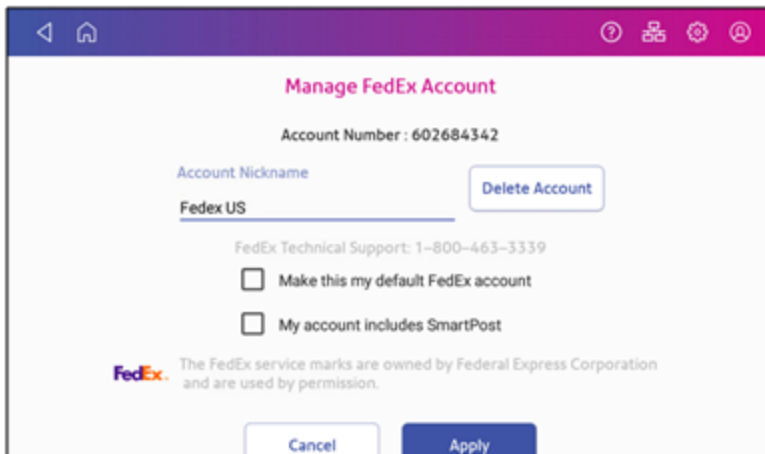 Manage FedEx Account
Account Number : 602684342
Account Nickname
Delete Account
Fedex US
FedEx Technical Support: 1-800-463-3339
Make this my default FedEx account
My account includes SmartPost
FedEx.
The FedEx service marks are owned by Federal Express Corporation
and are used by permission.
Cancel
Apply